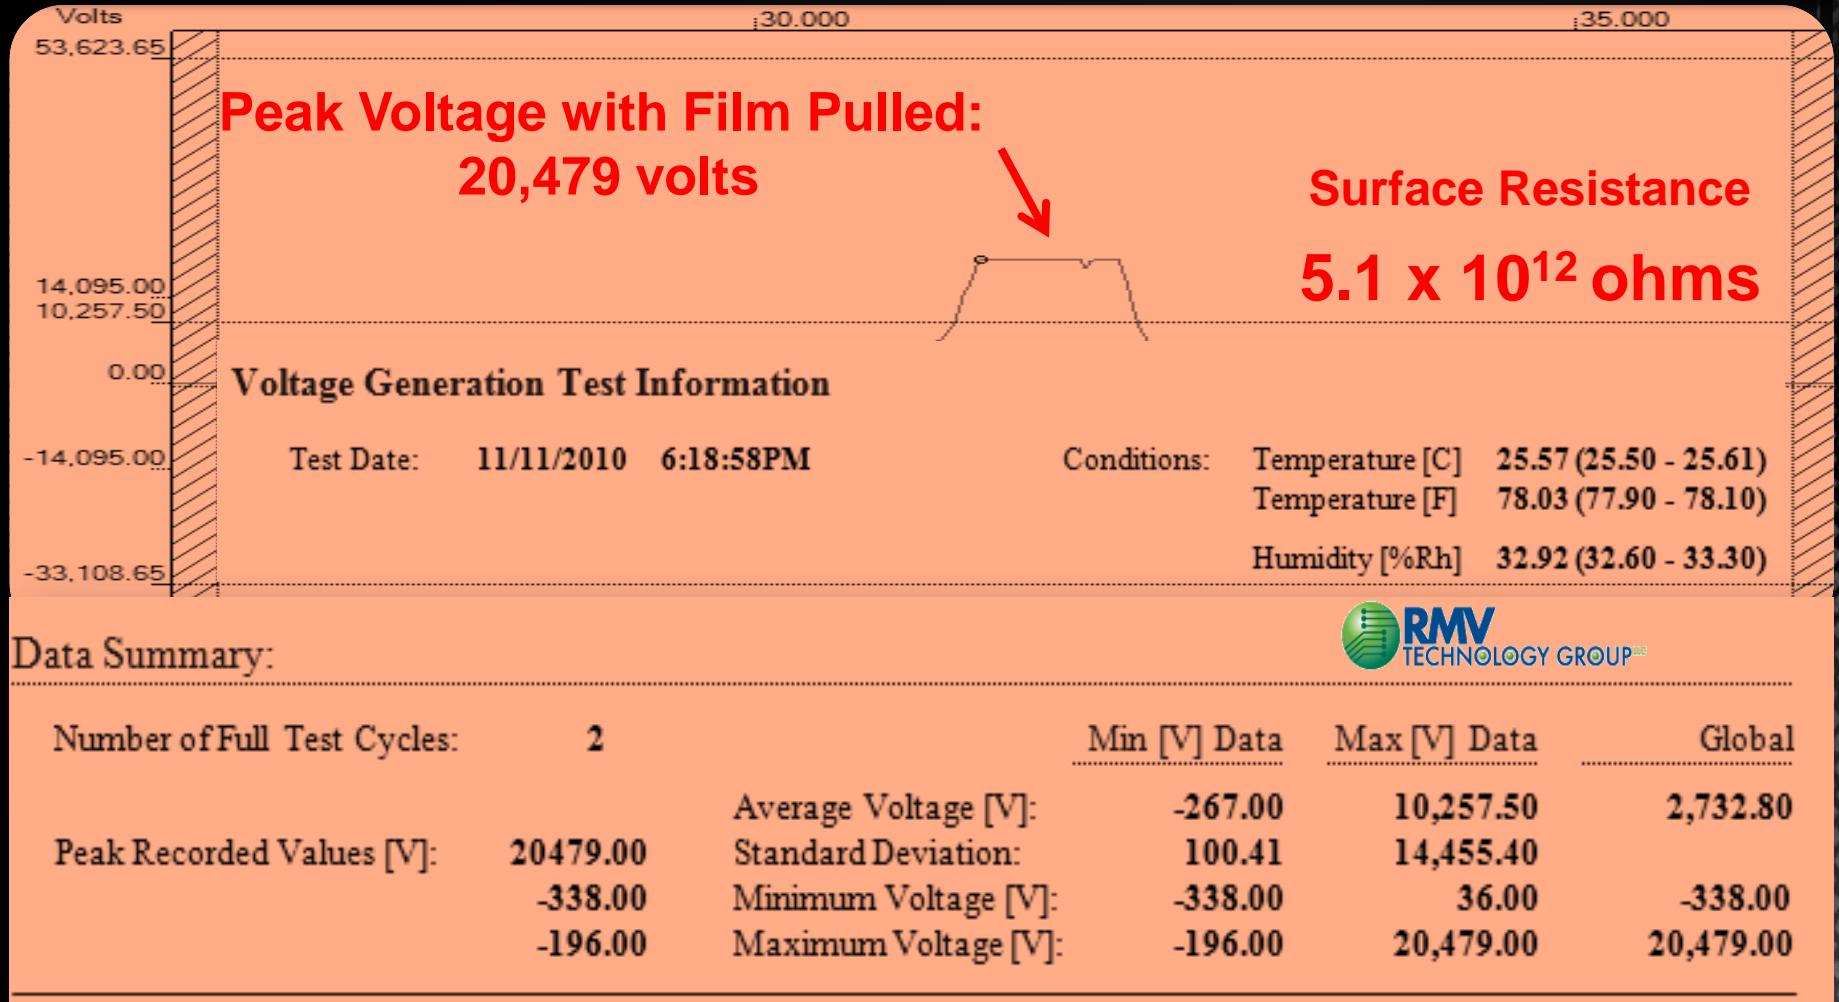 Volts
30.000 35.000
53,623.65
Peak Voltage with Film Pulled:
20,479 volts
Surface Resistance
5.1 x 10¹² ohms
14,095.00
10,257.50
0.00
Voltage Generation Test Information
-14,095.00
Test Date: 11/11/2010 6:18:58PM Conditions: Temperature [C] 25.57 (25.50 - 25.61)
Temperature [F] 78.03 (77.90 - 78.10)
Humidity [%Rh] 32.92 (32.60 - 33.30)
-33,108.65
RMV
TECHNOLOGY GROUP
Data Summary:
Number of Full Test Cycles: 2 Min [V] Data Max [V] Data Global
Average Voltage [V]: -267.00 10,257.50 2,732.80
Peak Recorded Values [V]: 20479.00 Standard Deviation: 100.41 14,455.40
-338.00 Minimum Voltage [V]: -338.00 36.00 -338.00
-196.00 Maximum Voltage [V]: -196.00 20,479.00 20,479.00